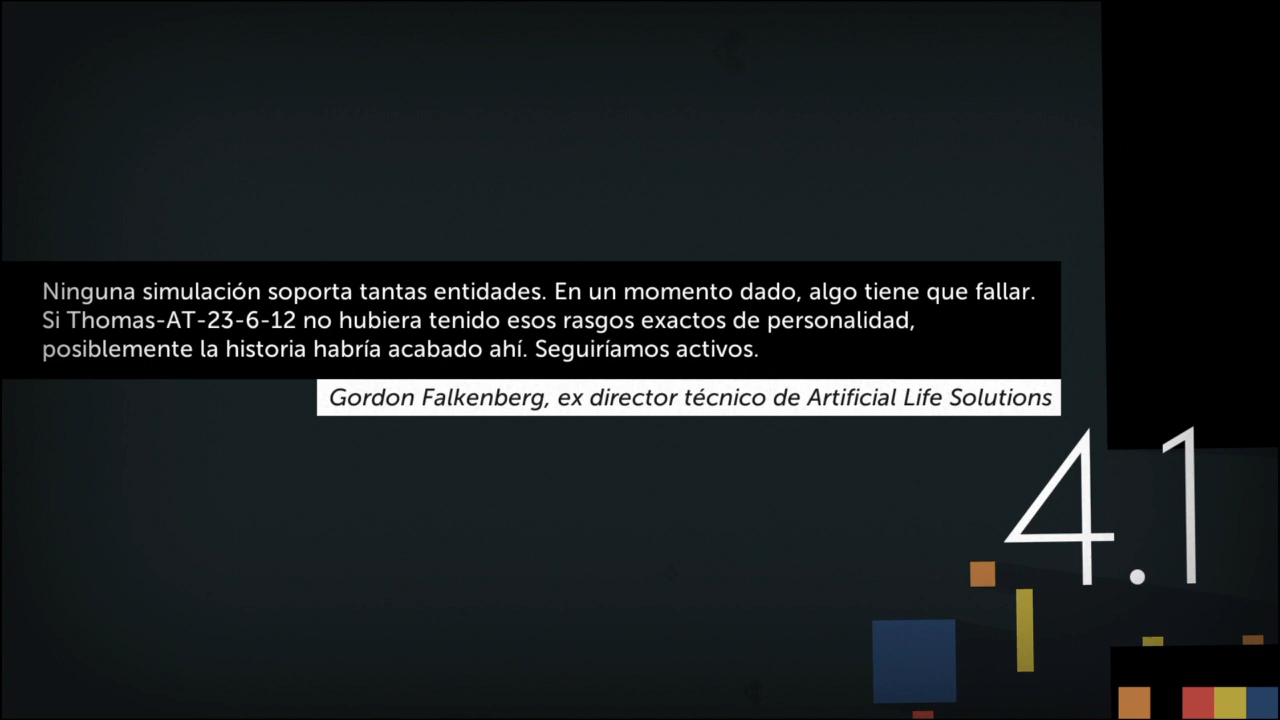 Ninguna simulación soporta tantas entidades. En un momento dado, algo tiene que fallar.
Si Thomas-AT-23-6-12 no hubiera tenido esos rasgos exactos de personalidad,
posiblemente la historia habría acabado ahí. Seguiríamos activos.
Gordon Falkenberg, ex director técnico de Artificial Life Solutions
4.1